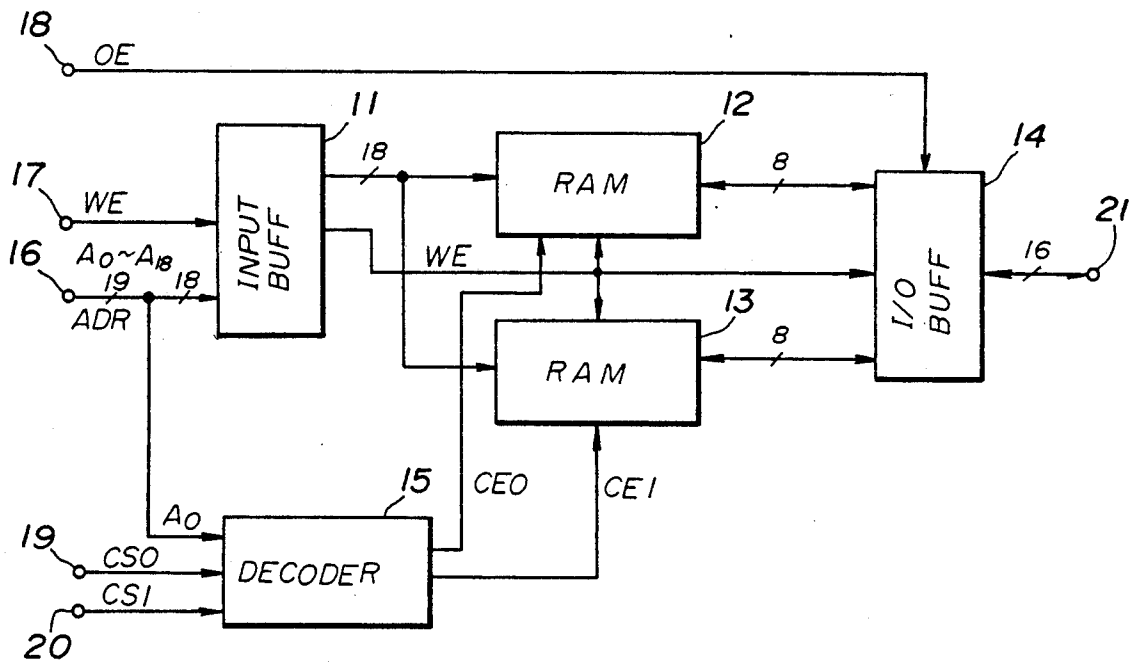 18
OE
11
12
14
17
WE
INPUT
BUFF
18
RAM
8
21
16
A0~A18
19
18
ADR
WE
16
I/O
BUFF
13
RAM
8
CE0
CE1
15
A0
19
CS0
DECODER
CS1
20